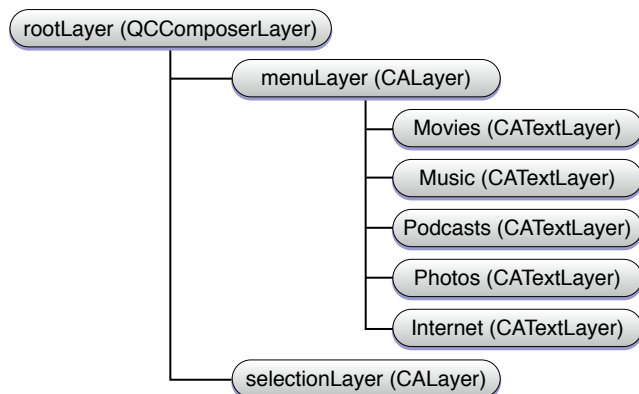 rootLayer (QCComposerLayer)
menuLayer (CALayer)
Movies (CATextLayer)
Music (CATextLayer)
Podcasts (CATextLayer)
Photos (CATextLayer)
Internet (CATextLayer)
selectionLayer (CALayer)